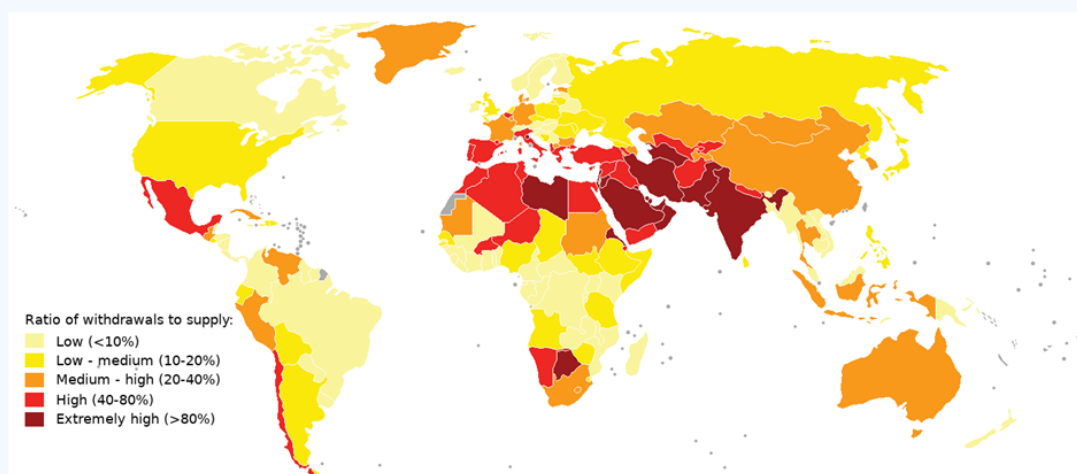 Ratio of withdrawals to supply:
Low (<10%)
Low - medium (10-20%)
Medium - high (20-40%)
High (40-80%)
Extremely high (>80%)